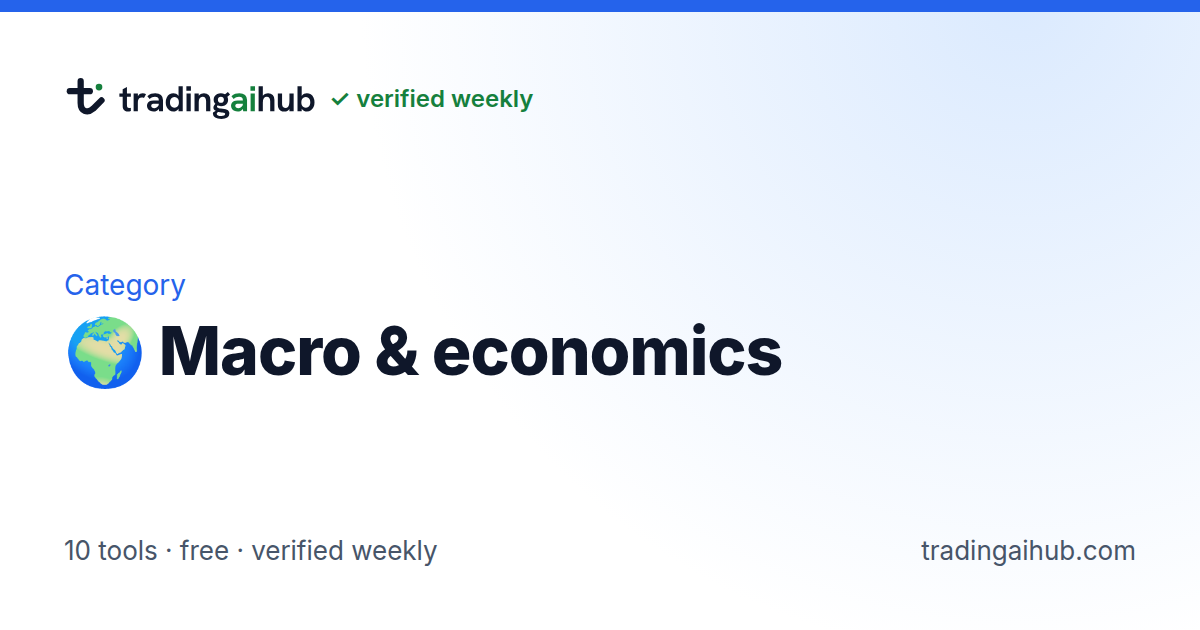 tradingaihub ✓ verified weekly
Category
🌍 Macro & economics
10 tools · free · verified weekly
tradingaihub.com